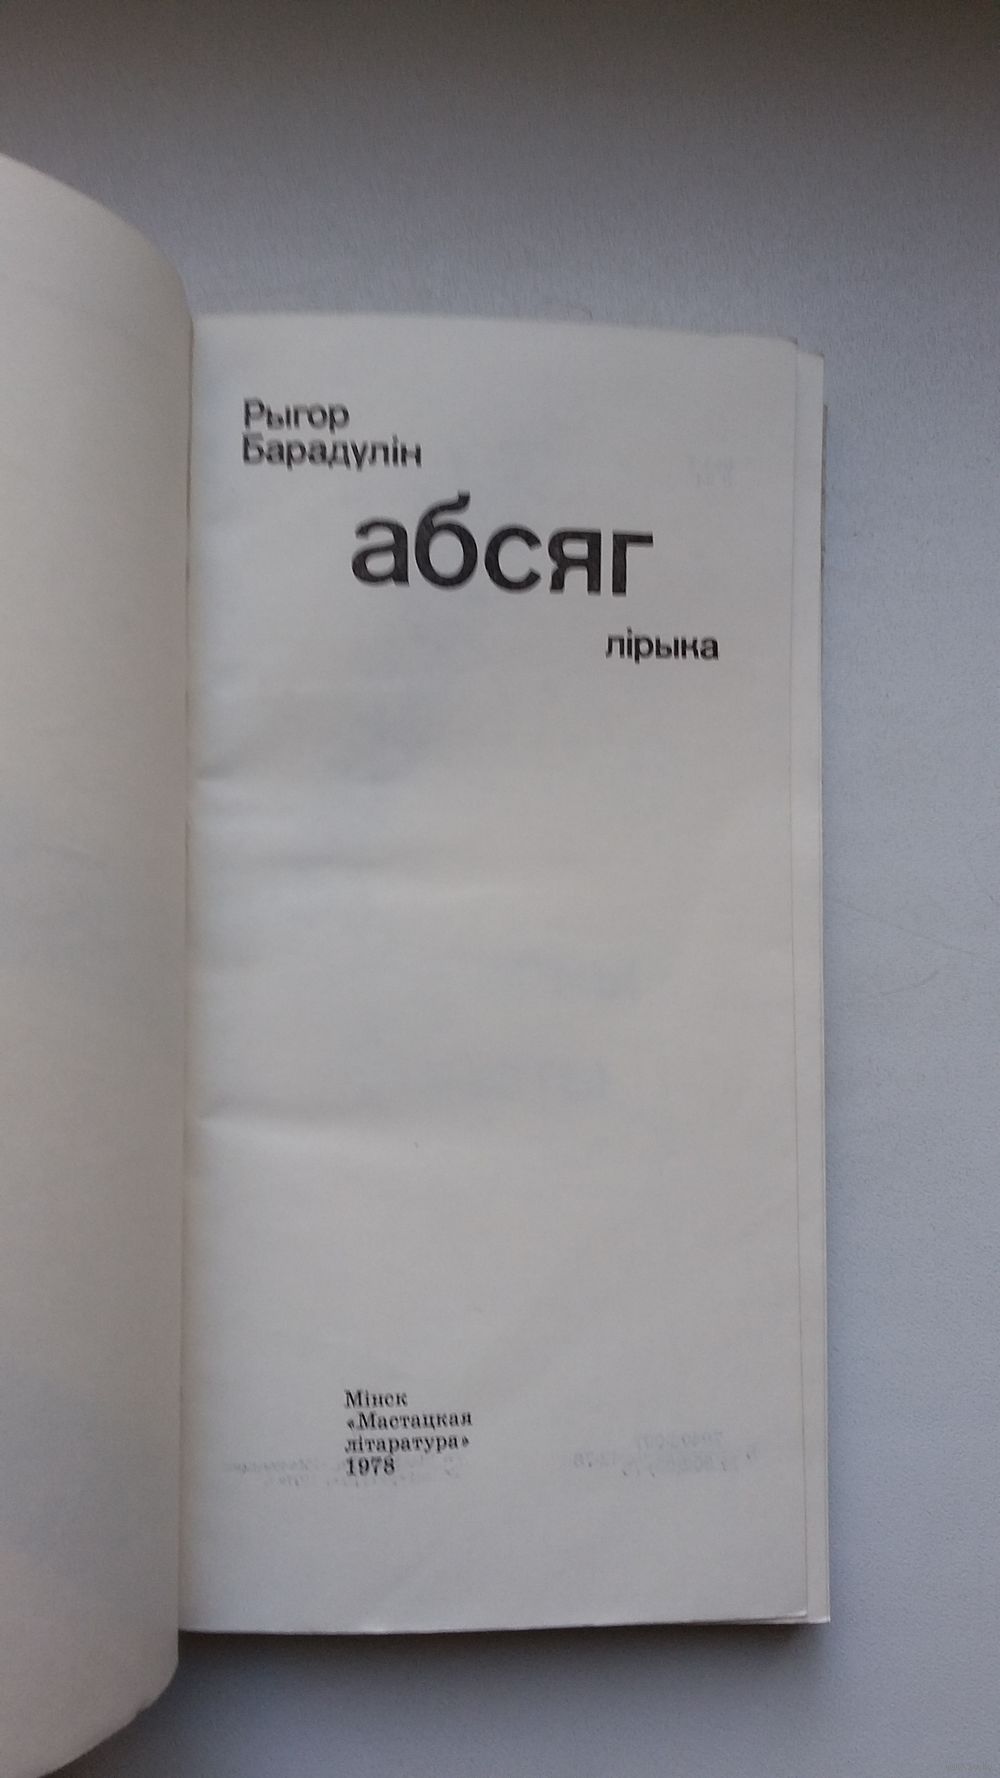 Рыгор
Барадулін
абсяг
лірыка
Мінск
«Мастацкая
літаратура»
1978